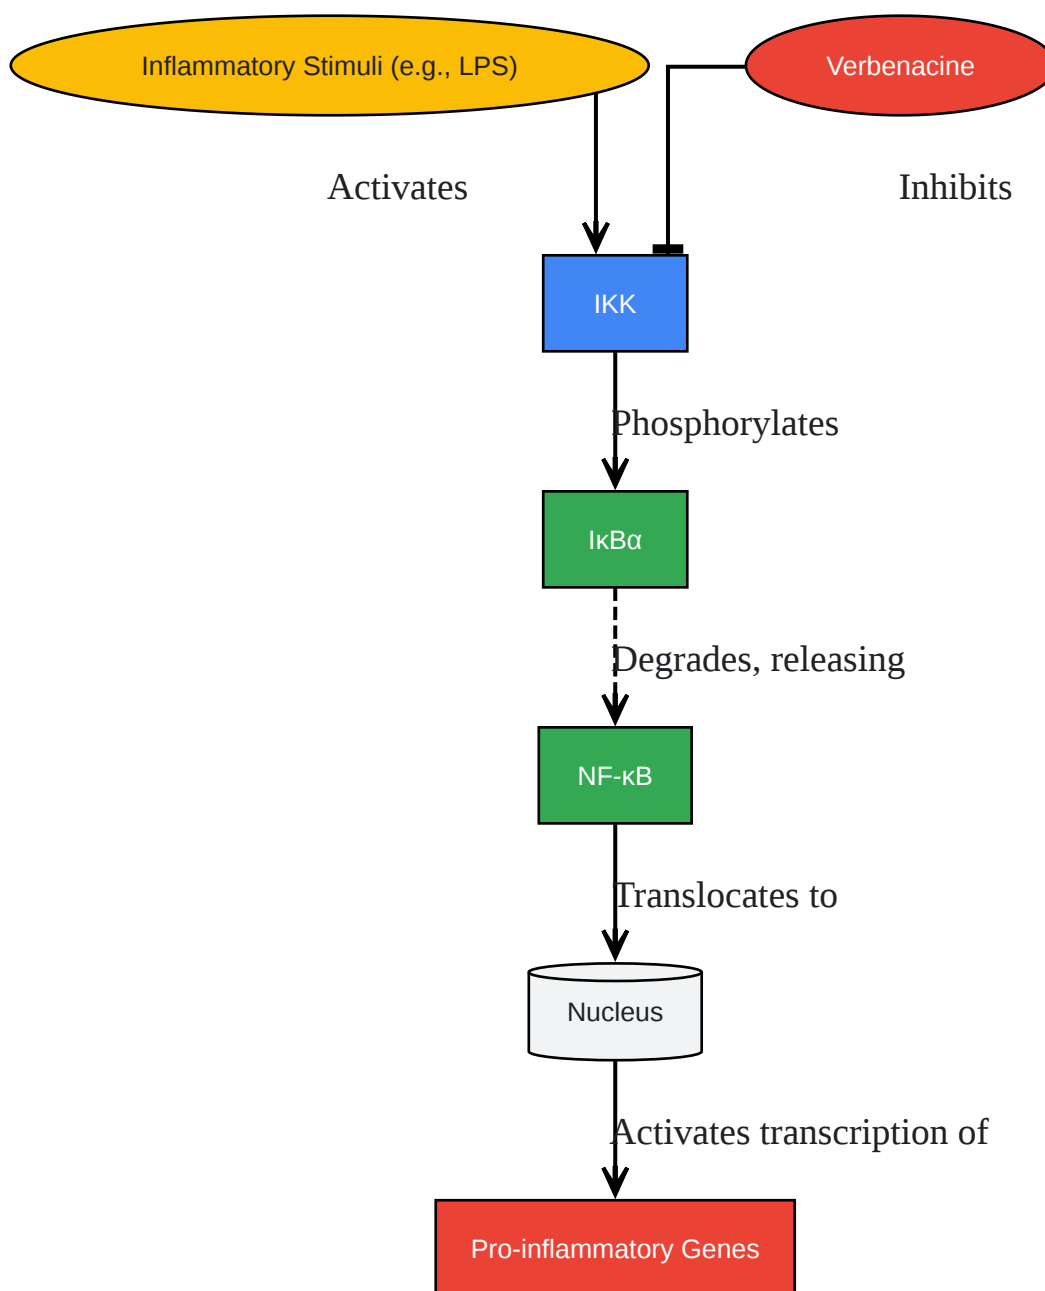 Inflammatory Stimuli (e.g., LPS)
Verbenacine
Activates
Inhibits
IKK
Phosphorylates
IκBα
Degrades, releasing
NF-κB
Translocates to
Nucleus
Activates transcription of
Pro-inflammatory Genes